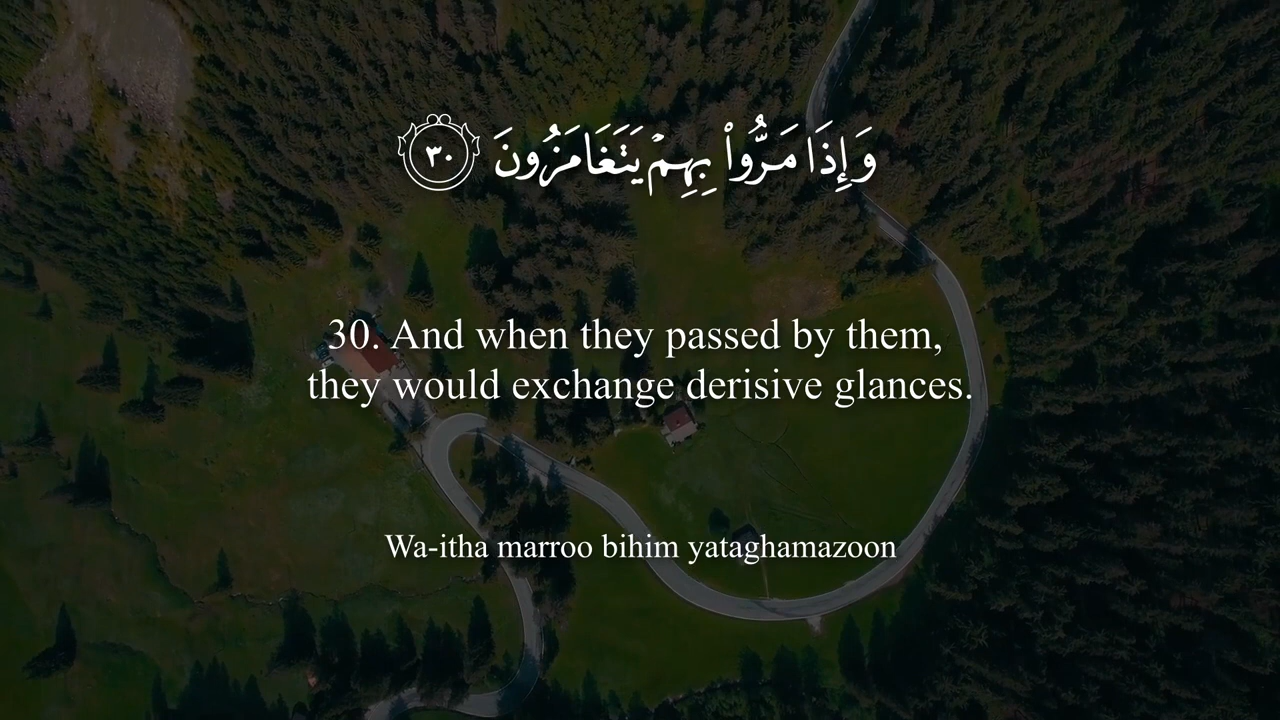 وَإِذَا مَرُّوا۟ بِهِمْ يَتَغَامَزُونَ ٣٠
30. And when they passed by them,
they would exchange derisive glances.
Wa-itha marroo bihim yataghamazoon